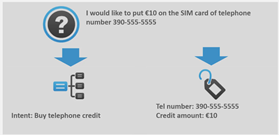 I would like to put €10 on the SIM card of telephone
number 390-555-5555
Intent: Buy telephone credit
Tel number: 390-555-5555
Credit amount: €10